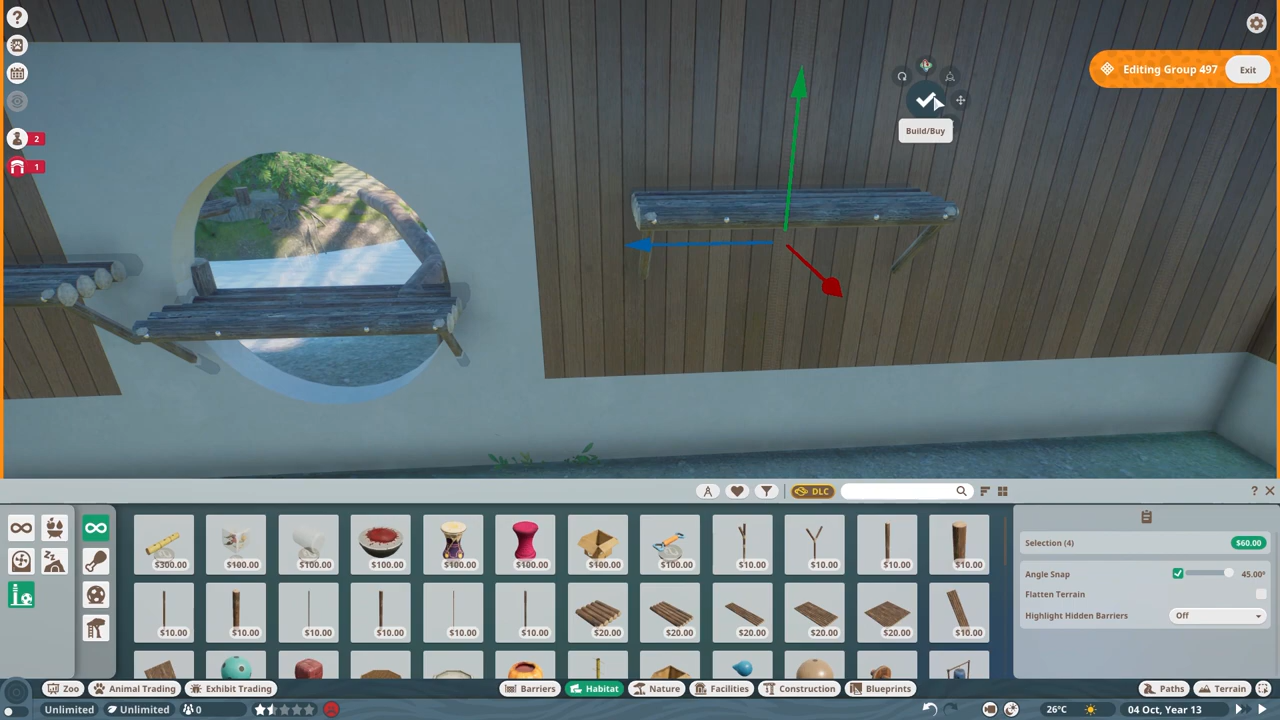 ?
Editing Group 497
Exit
2
1
Build/Buy
DLC
?
$300.00
$100.00
$100.00
$100.00
$100.00
$100.00
$100.00
$100.00
$10.00
$10.00
$10.00
$10.00
$10.00
$10.00
$10.00
$10.00
$10.00
$10.00
$20.00
$20.00
$20.00
$20.00
$20.00
$10.00
Selection (4)
$60.00
Angle Snap
45.00°
Flatten Terrain
Highlight Hidden Barriers
Off
Zoo
Animal Trading
Exhibit Trading
Barriers
Habitat
Nature
Facilities
Construction
Blueprints
Paths
Terrain
Unlimited
Unlimited
0
26°C
04 Oct, Year 13